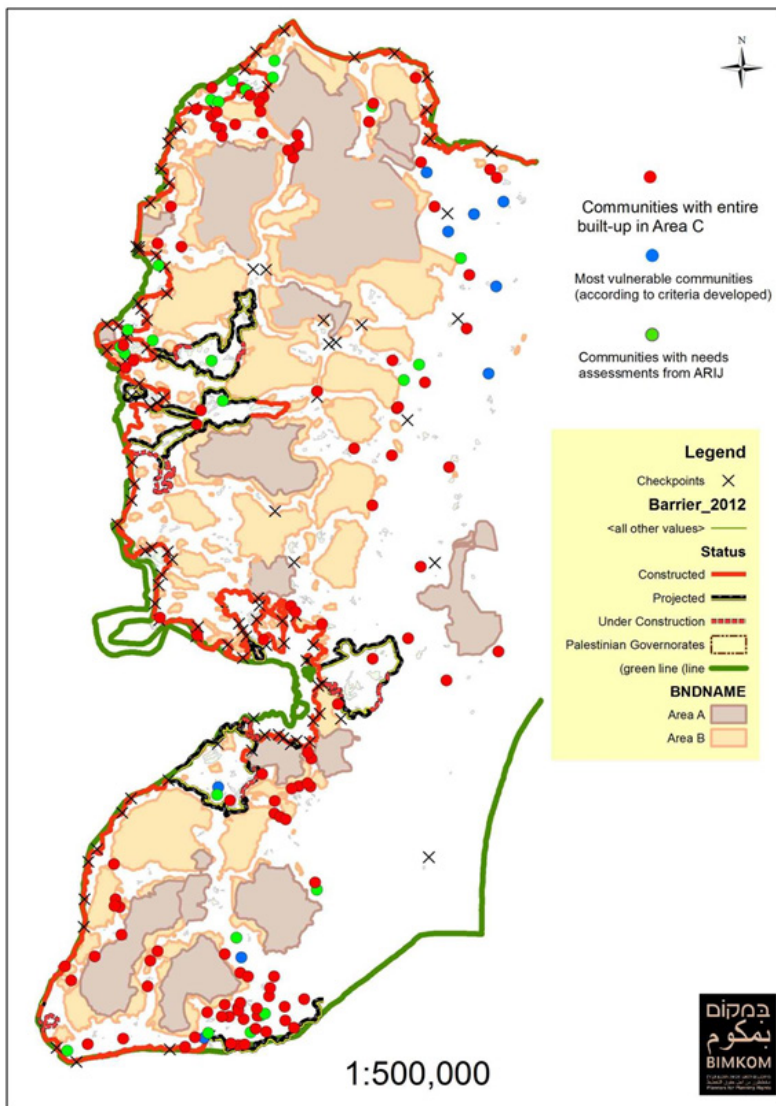 N
Communities with entire
built-up in Area C
Most vulnerable communities
(according to criteria developed)
Communities with needs
assessments from ARIJ
Legend
Checkpoints
Barrier_2012
<all other values>
Status
Constructed
Projected
Under Construction
Palestinian Governorates
(green line (line
BNDNAME
Area A
Area B
1:500,000
במקום
بمكوم
BIMKOM